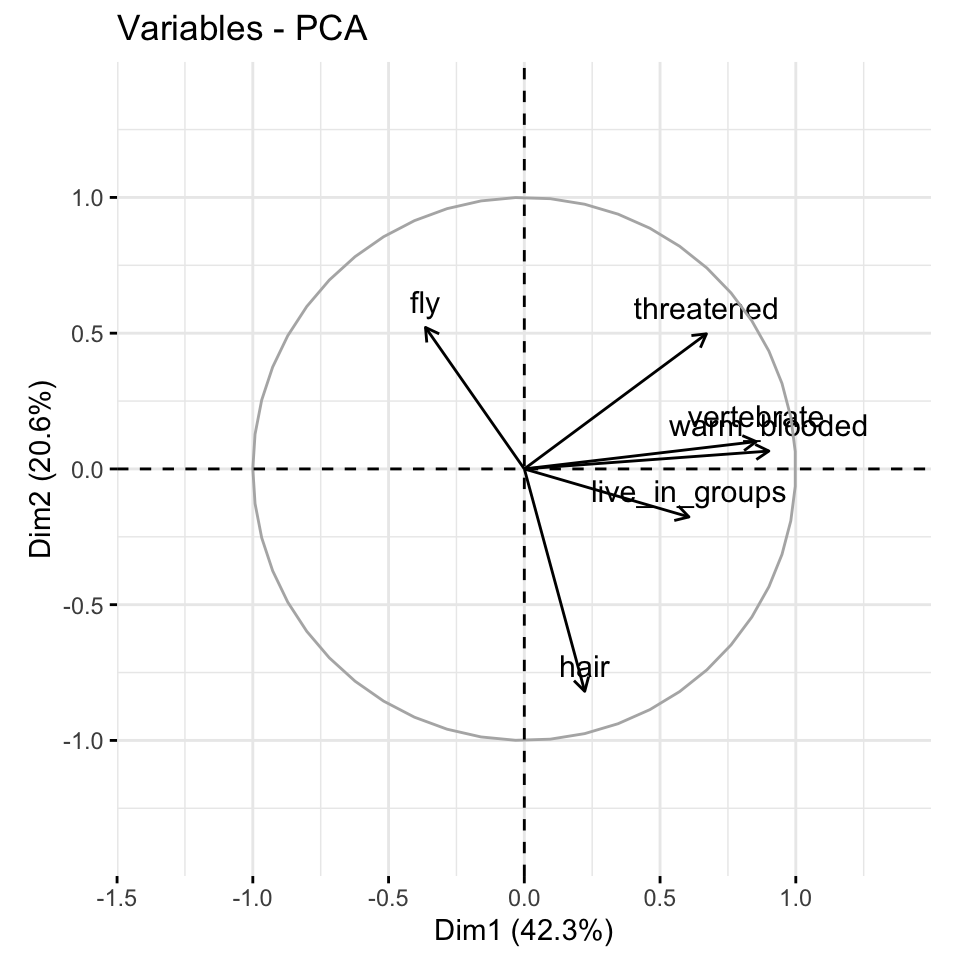 Variables - PCA
1.0
0.5
0.0
-0.5
-1.0
Dim2 (20.6%)
fly
threatened
vertebrate
warm_blooded
live_in_groups
hair
-1.5 -1.0 -0.5 0.0 0.5 1.0
Dim1 (42.3%)